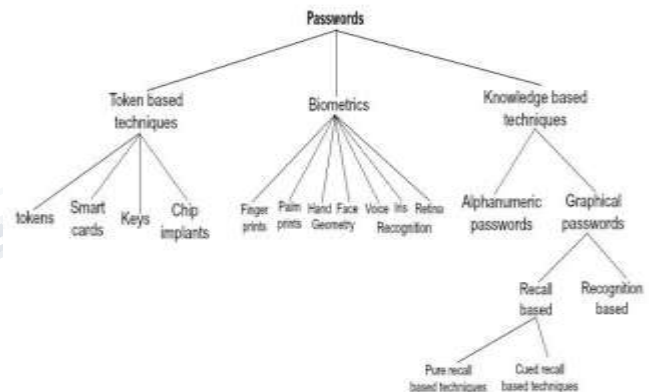 Passwords
Token based
techniques
Biometrics
Knowledge based
techniques
tokens
Smart
cards
Keys
Chip
implants
Finger
prints
Palm
prints
Hand Face
Geometry
Voice Iris Retina
Recognition
Alphanumeric
passwords
Graphical
passwords
Recall
based
Recognition
based
Pure recall
based techniques
Cued recall
based techniques